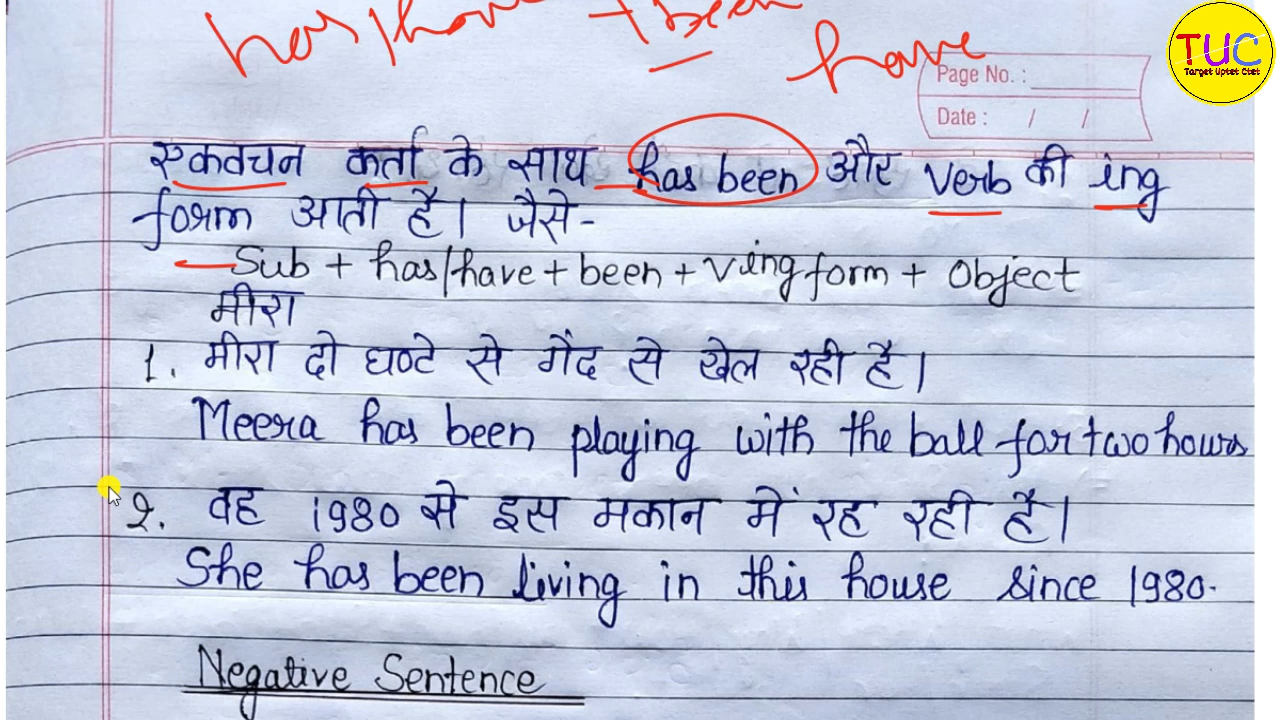 has/have + been
have
TUC
Target Uptet Ctet
Page No. :
Date : / /
एकवचन कर्ता के साथ has been और verb की ing
form आती है। जैसे-
Sub + has/have + been + Ving form + Object
मीरा
1. मीरा दो घण्टे से गेंद से खेल रही है।
Meera has been playing with the ball for two hours
2. वह 1980 से इस मकान में रह रही है।
She has been living in this house since 1980.
Negative Sentence